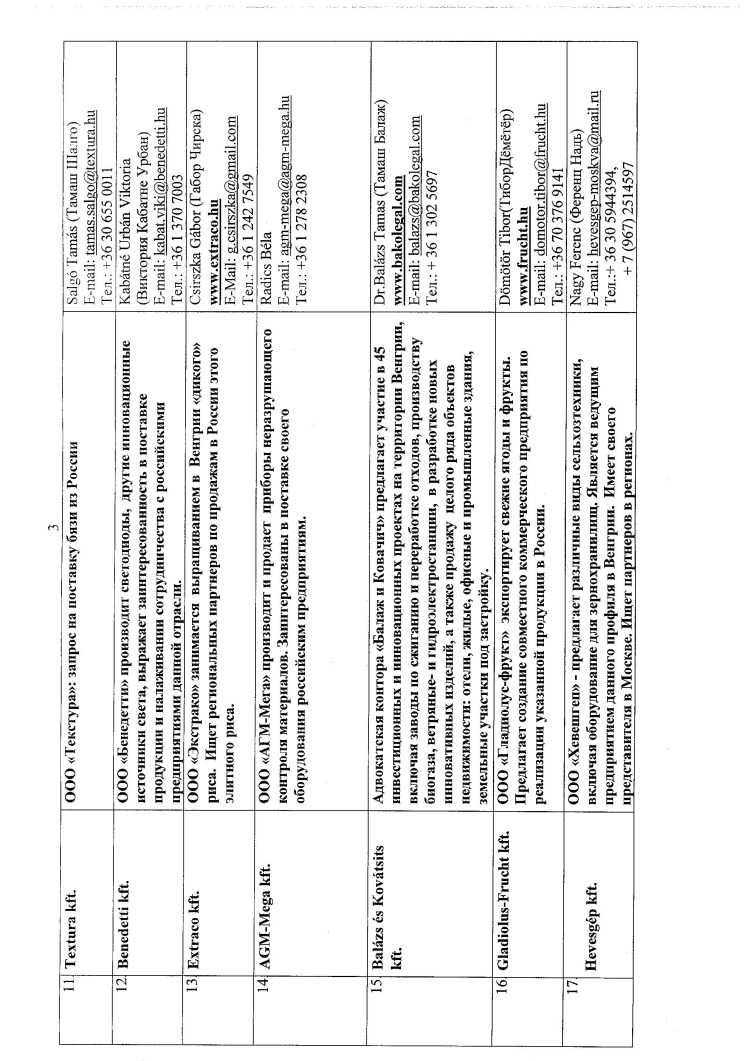 3
11
Textura kft.
ООО «Текстура»: запрос на поставку бязи из России
Salgó Tamás (Тамаш Шалго)
E-mail: tamas.salgo@textura.hu
Тел.: +36 30 655 0011
12
Benedetti kft.
ООО «Бенедетти» производит светодиоды, другие инновационные
источники света, выражает заинтересованность в поставке
продукции и налаживании сотрудничества с российскими
предприятиями данной отрасли.
Kabátné Urbán Viktoria
(Виктория Кабатне Урбан)
E-mail: kabat.viki@benedetti.hu
Тел.: +36 1 370 7003
13
Extraco kft.
ООО «Экстрако» занимается выращиванием в Венгрии «дикого»
риса. Ищет региональных партнеров по продажам в России этого
элитного риса.
Csirszka Gábor (Габор Чирска)
www.extraco.hu
E-Mail: g.csirszka@gmail.com
Тел.: +36 1 242 7549
14
AGM-Mega kft.
ООО «АГМ-Мега» производит и продает приборы неразрушающего
контроля материалов. Заинтересованы в поставке своего
оборудования российским предприятиям.
Radics Béla
E-mail: agm-mega@agm-mega.hu
Тел.: +36 1 278 2308
15
Balázs és Kovátsits
kft.
Адвокатская контора «Балаж и Ковачич» предлагает участие в 45
инвестиционных и инновационных проектах на территории Венгрии,
включая заводы по сжиганию и переработке отходов, производству
биогаза, ветряные- и гидроэлектростанции, в разработке новых
инновативных изделий, а также продажу целого ряда объектов
недвижимости: отели, жилые, офисные и промышленные здания,
земельные участки под застройку.
Dr.Balázs Tamas (Тамаш Балаж)
www.bakolegal.com
E-mail: balazs@bakolegal.com
Тел.: + 36 1 302 5697
16
Gladiolus-Frucht kft.
ООО «Гладиолус-фрукт» экспортирует свежие ягоды и фрукты.
Предлагает создание совместного коммерческого предприятия по
реализации указанной продукции в России.
Dömötör Tibor(ТиборДёмётёр)
www.frucht.hu
E-mail: domotor.tibor@frucht.hu
Тел.: +36 70 376 9141
17.
Hevesgép kft.
ООО «Хевешгеп» - предлагает различные виды сельхозтехники,
включая оборудование для зернохранилищ. Является ведущим
предприятием данного профиля в Венгрии. Имеет своего
представителя в Москве. Ищет партнеров в регионах.
Nagy Ferenc (Ференц Надь)
E-mail: hevesgep-moskva@mail.ru
Тел.:+ 36 30 5944394,
+ 7 (967) 2514597